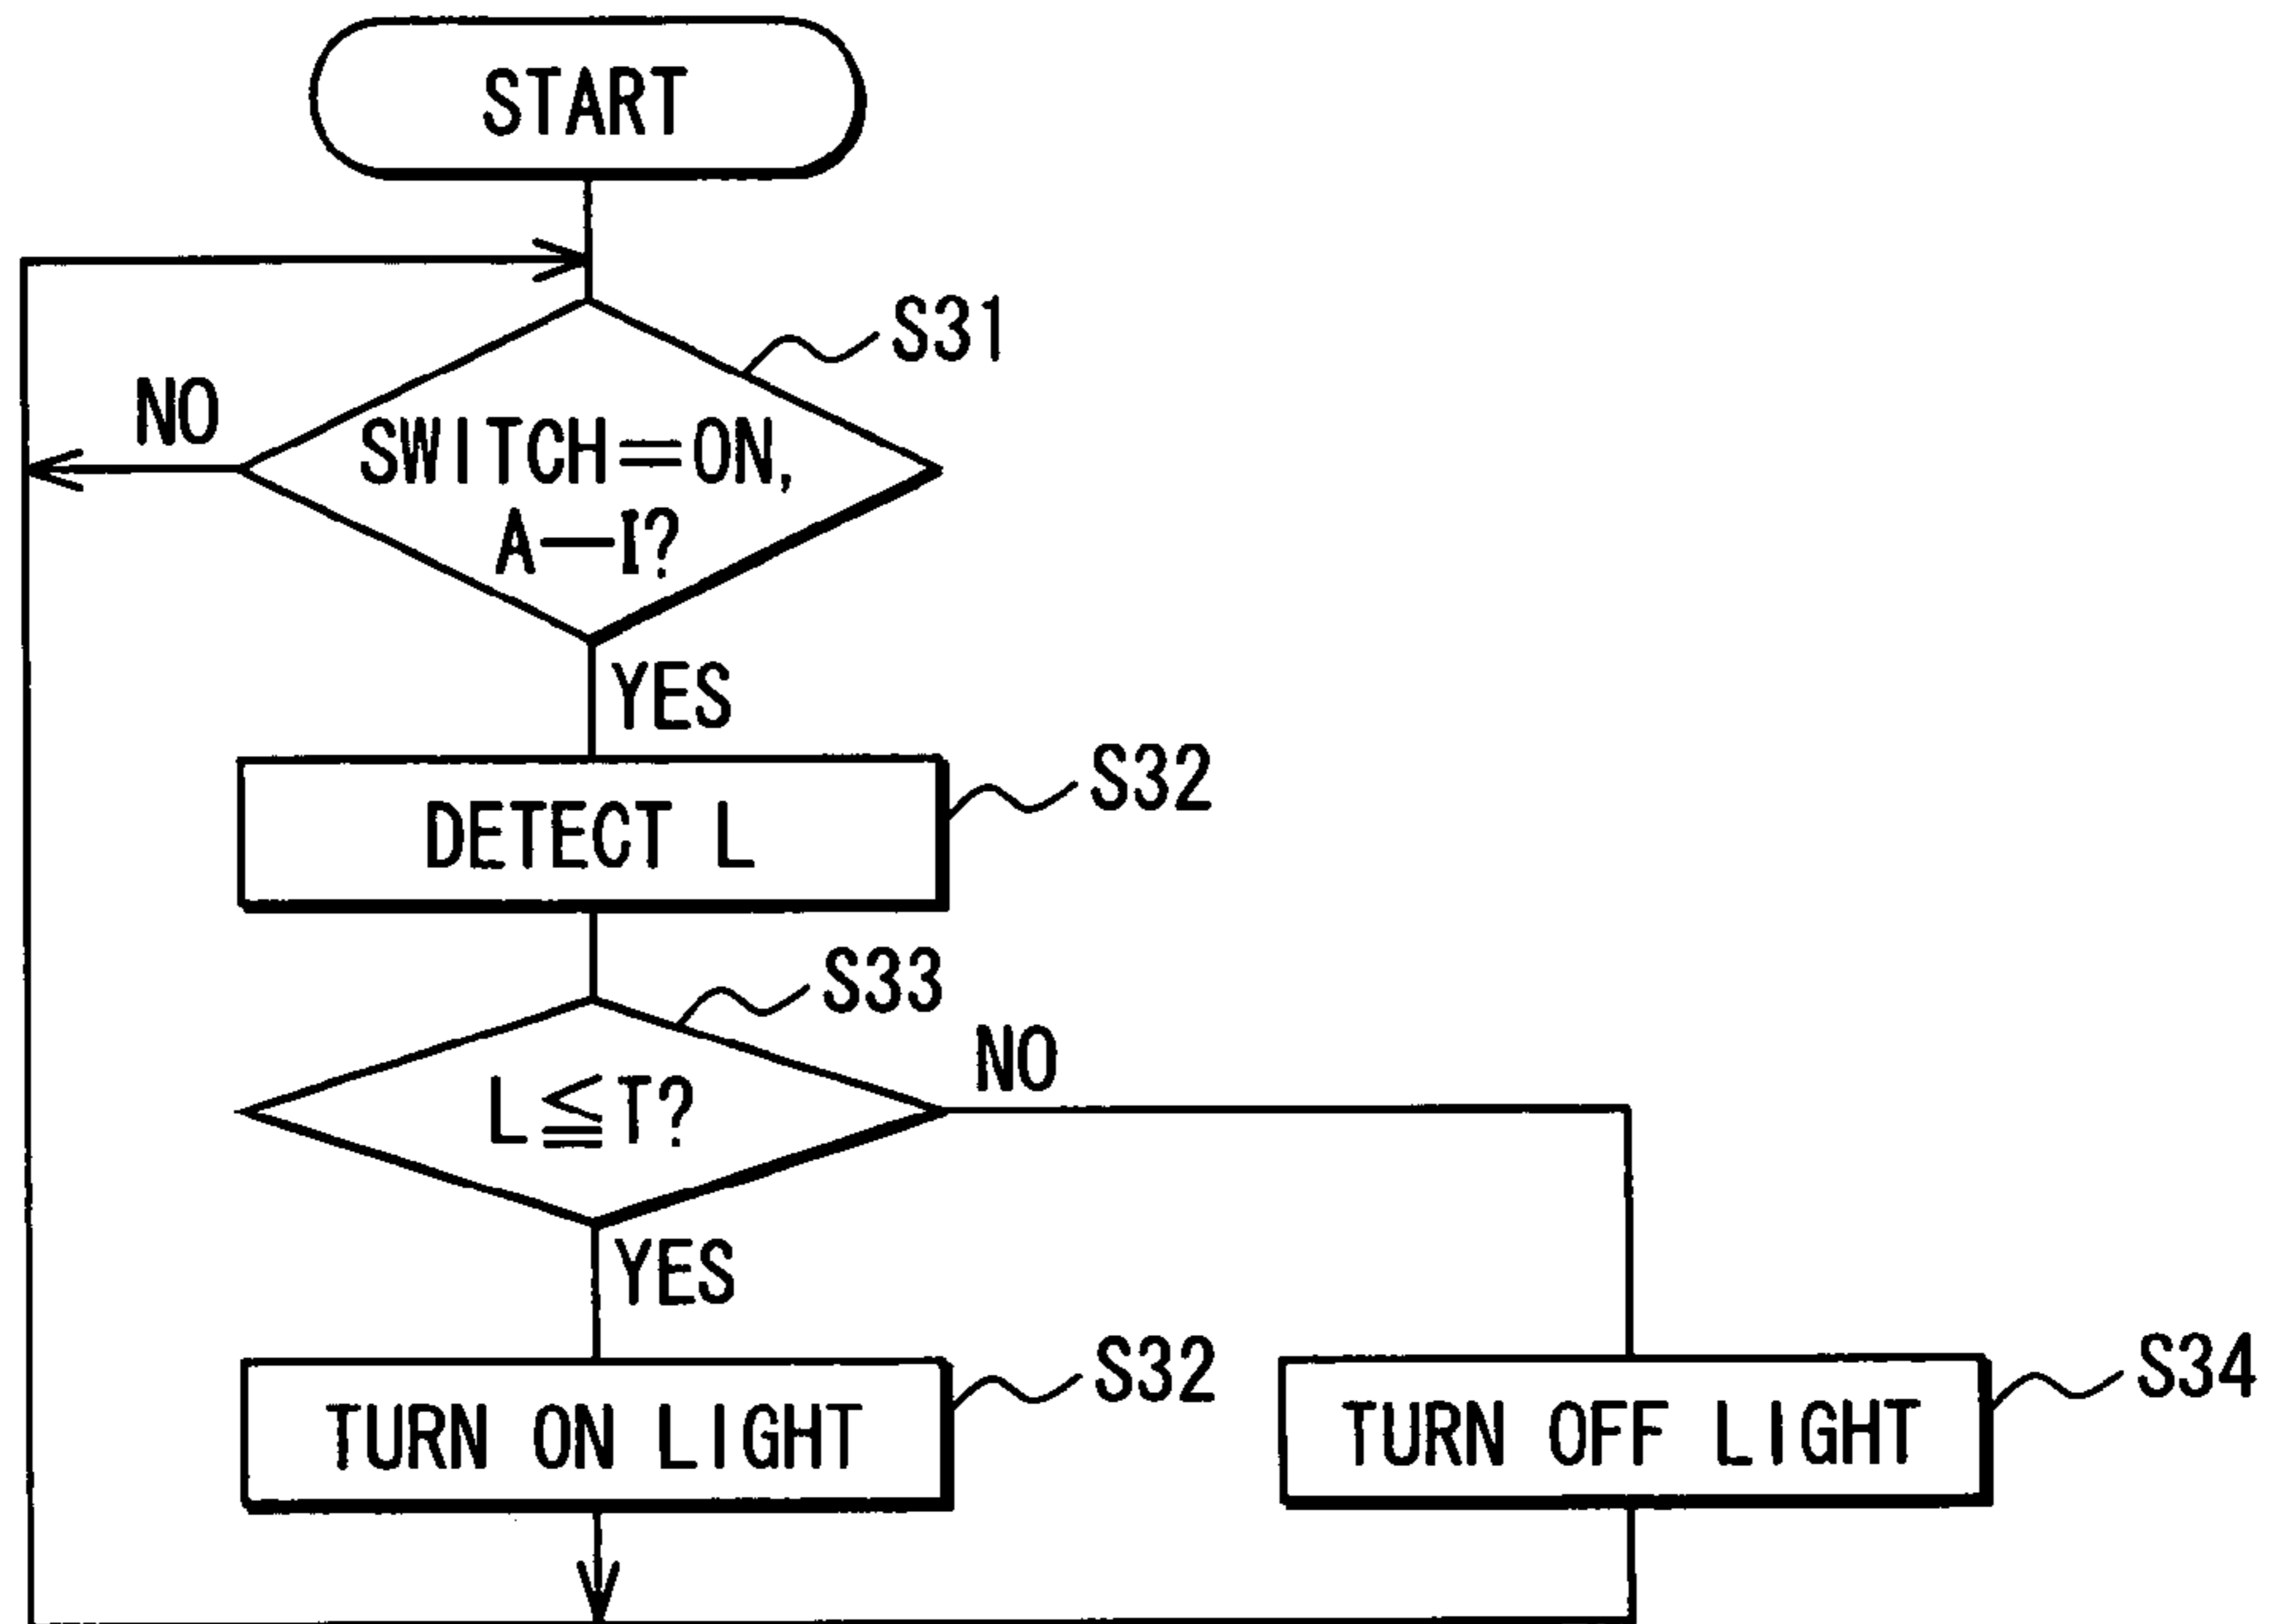 START
S31
NO
SWITCH=ON,
A—I?
YES
S32
DETECT L
S33
NO
L≦T?
YES
S32
TURN ON LIGHT
S34
TURN OFF LIGHT